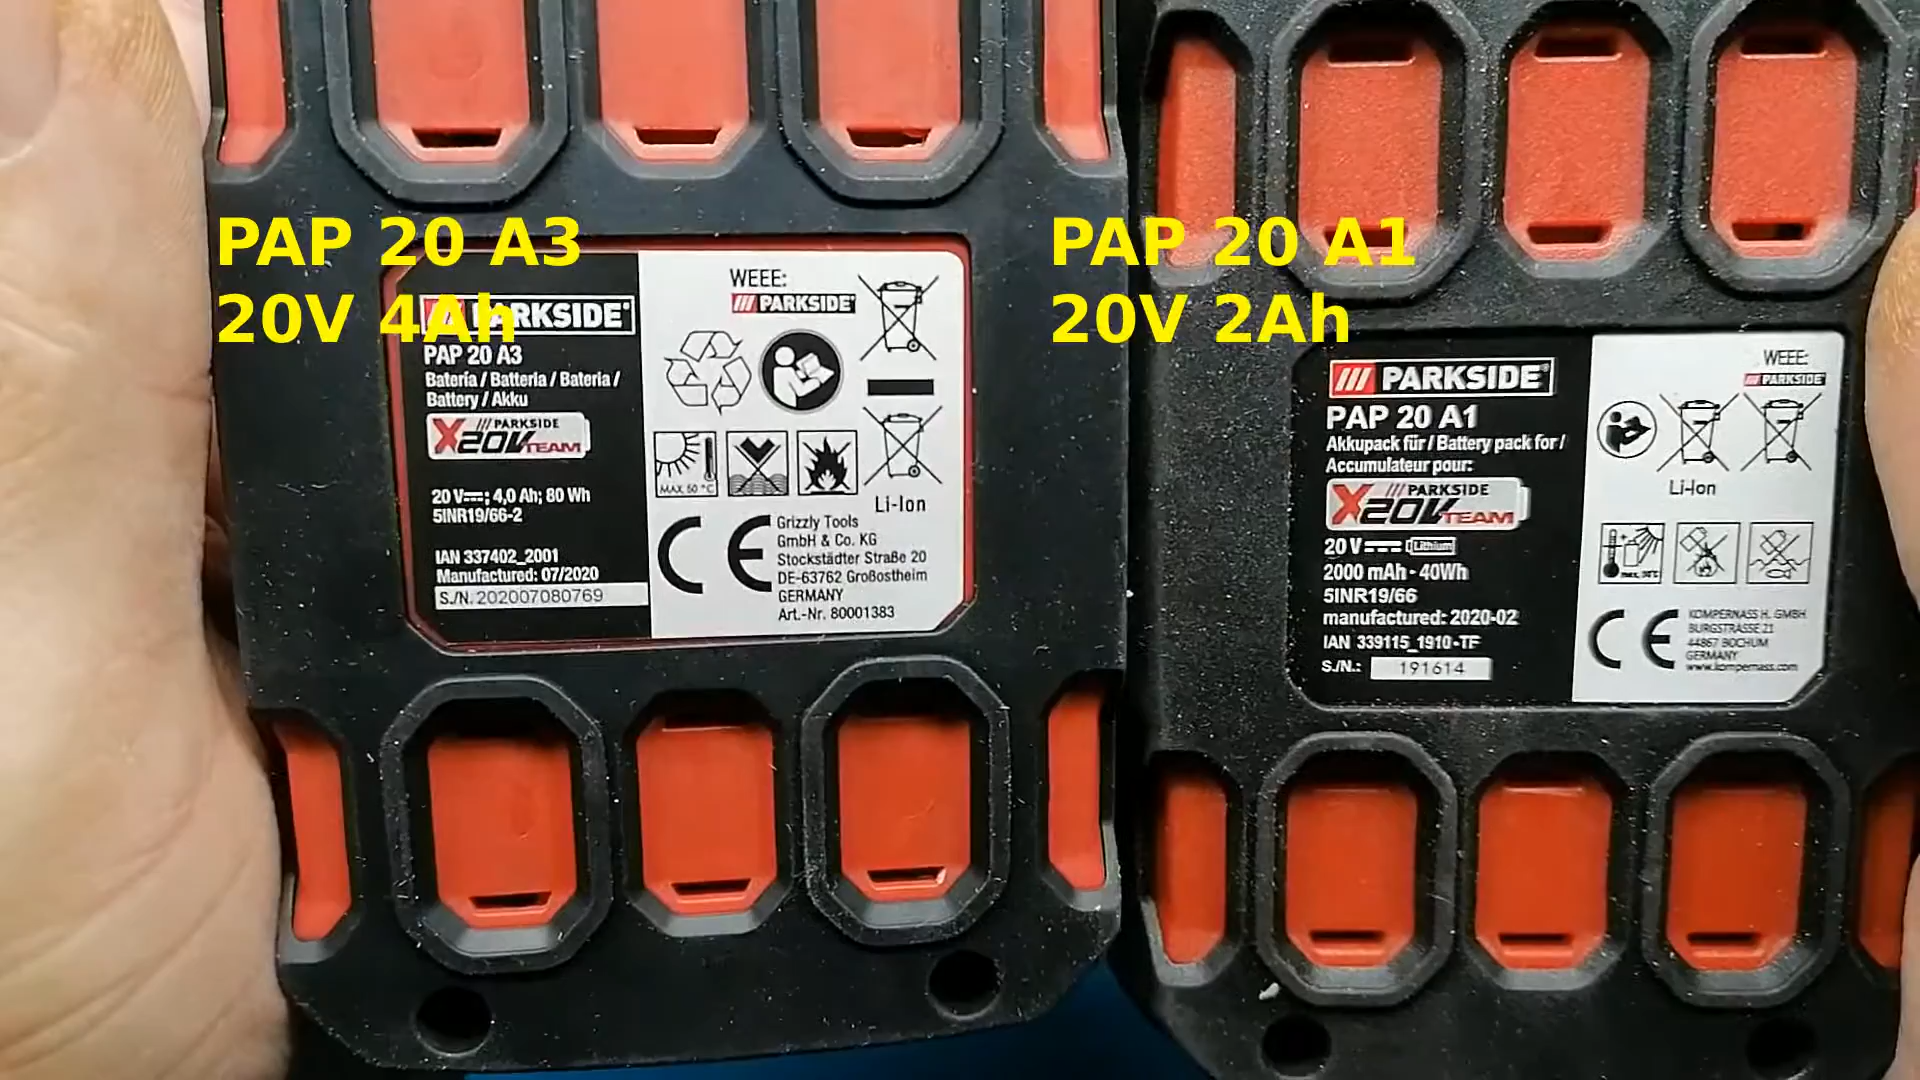 PAP 20 A3
20V 4Ah
PARKSIDE
PAP 20 A3
Batería / Batteria / Bateria /
Battery / Akku
PARKSIDE
X20V TEAM
20 V⎓; 4,0 Ah; 80 Wh
5INR19/66-2
IAN 337402_2001
Manufactured: 07/2020
S./N. 202007080769
WEEE:
PARKSIDE
MAX. 50 °C
Li-Ion
CE
Grizzly Tools
GmbH & Co. KG
Stockstädter Straße 20
DE-63762 Großostheim
GERMANY
Art.-Nr. 80001383
PAP 20 A1
20V 2Ah
PARKSIDE
PAP 20 A1
Akkupack für / Battery pack for /
Accumulateur pour:
PARKSIDE
X20V TEAM
20 V⎓ Lithium
2000 mAh - 40Wh
5INR19/66
manufactured: 2020-02
IAN 339115_1910-TF
S./N.: 191614
WEEE:
PARKSIDE
Li-Ion
CE
KOMPERNASS H. GMBH
BURGSTRASSE 21
44867 BOCHUM
GERMANY
www.kompernass.com